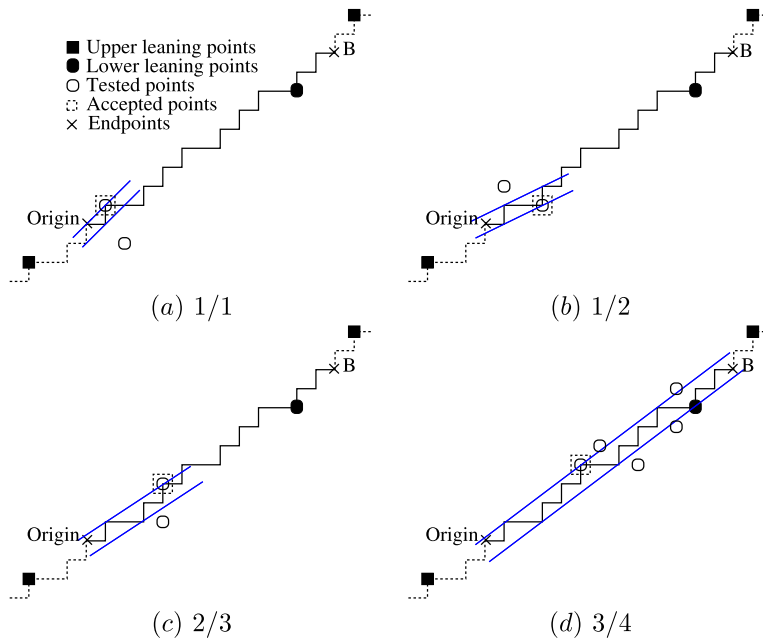 B
Upper leaning points
Lower leaning points
Tested points
Accepted points
Endpoints
Origin
(a) 1/1
B
Origin
(b) 1/2
B
Origin
(c) 2/3
B
Origin
(d) 3/4